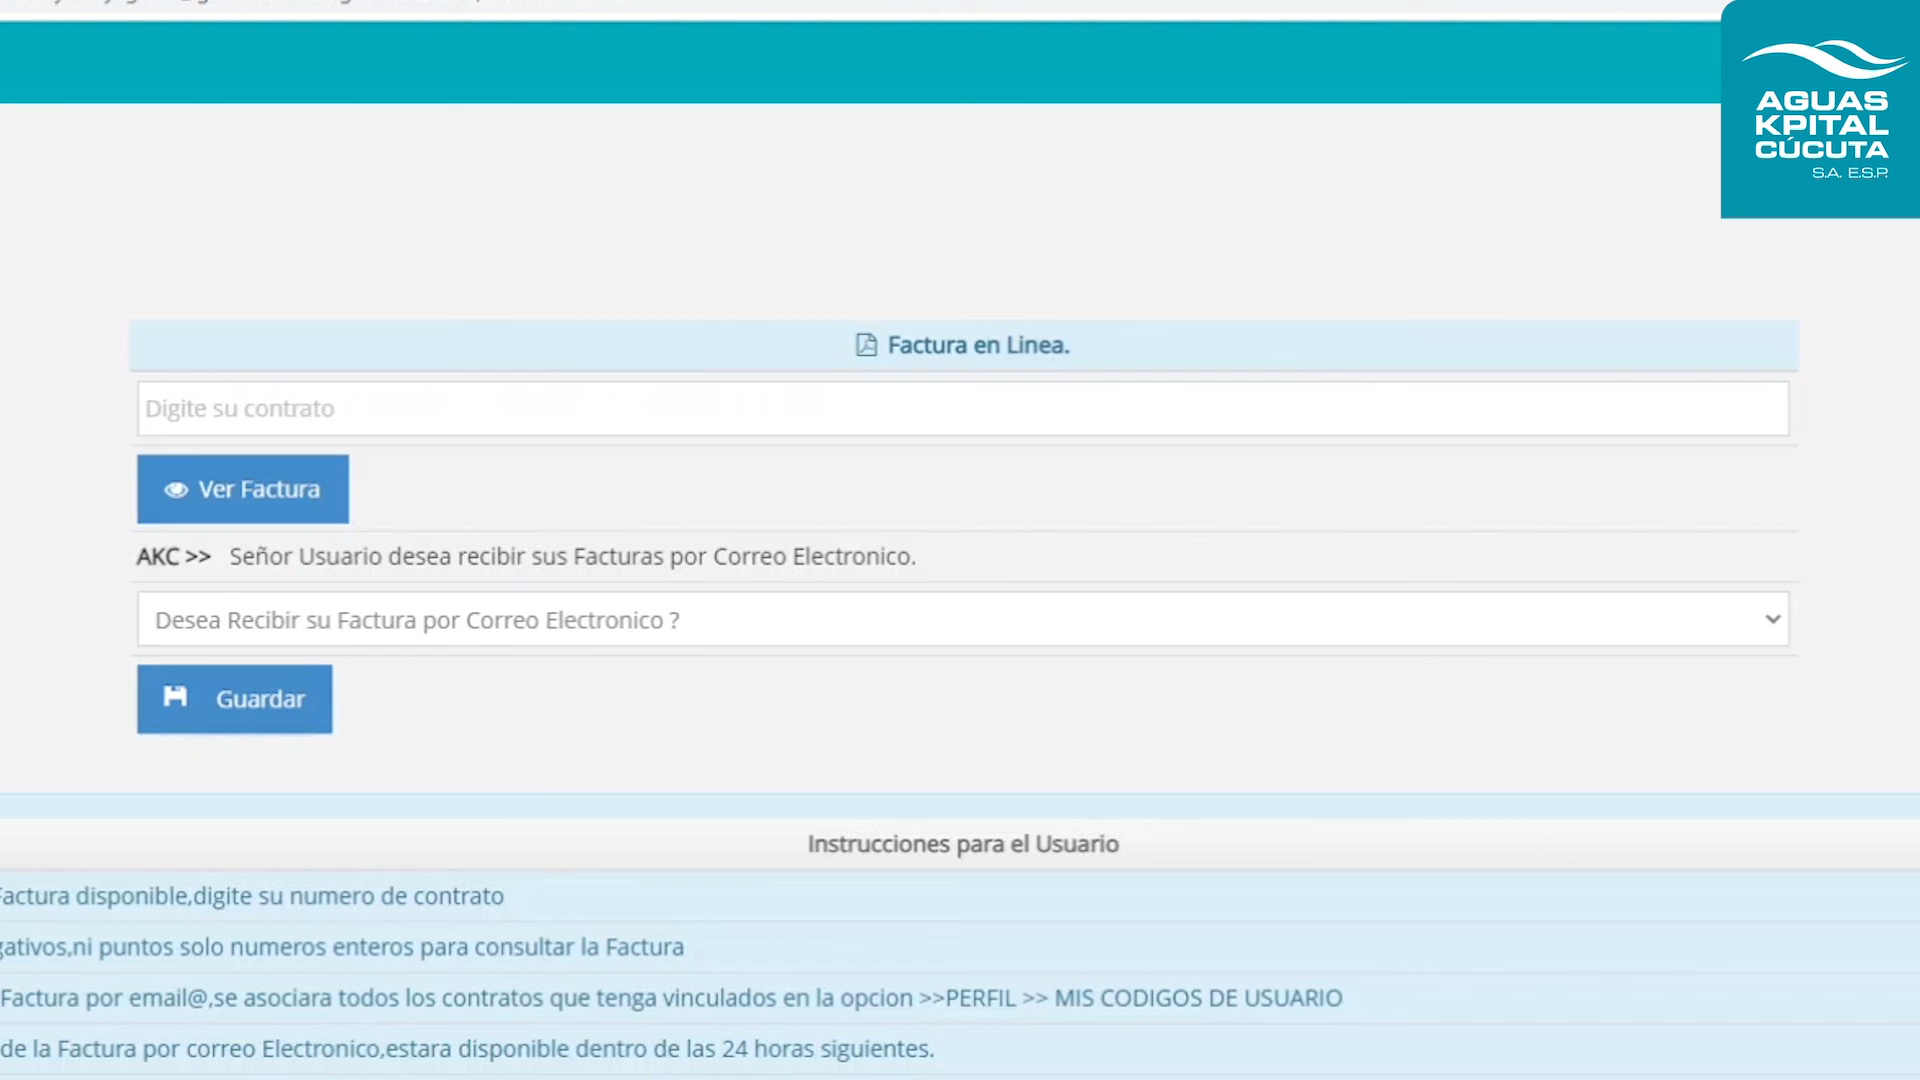 AGUAS
KPITAL
CÚCUTA
S.A. E.S.P.
Factura en Linea.
Digite su contrato
Ver Factura
AKC >> Señor Usuario desea recibir sus Facturas por Correo Electronico.
Desea Recibir su Factura por Correo Electronico ?
Guardar
Instrucciones para el Usuario
Factura disponible,digite su numero de contrato
gativos,ni puntos solo numeros enteros para consultar la Factura
Factura por email@,se asociara todos los contratos que tenga vinculados en la opcion >>PERFIL >> MIS CODIGOS DE USUARIO
de la Factura por correo Electronico,estara disponible dentro de las 24 horas siguientes.